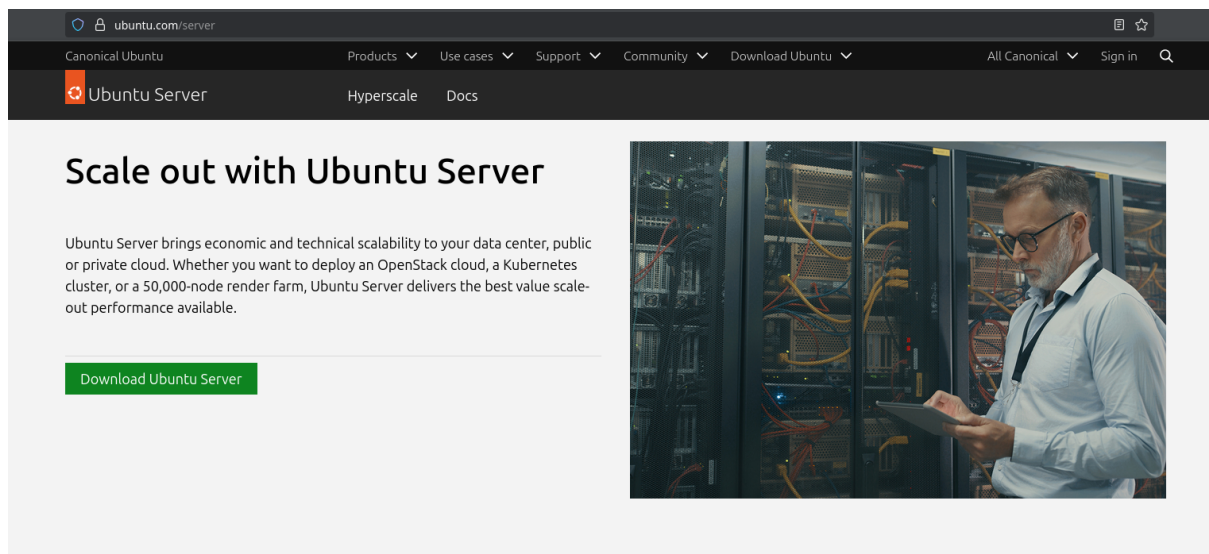 ubuntu.com/server
Canonical Ubuntu
Products
Use cases
Support
Community
Download Ubuntu
All Canonical
Sign in
Ubuntu Server
Hyperscale
Docs
Scale out with Ubuntu Server
Ubuntu Server brings economic and technical scalability to your data center, public
or private cloud. Whether you want to deploy an OpenStack cloud, a Kubernetes
cluster, or a 50,000-node render farm, Ubuntu Server delivers the best value scale-
out performance available.
Download Ubuntu Server